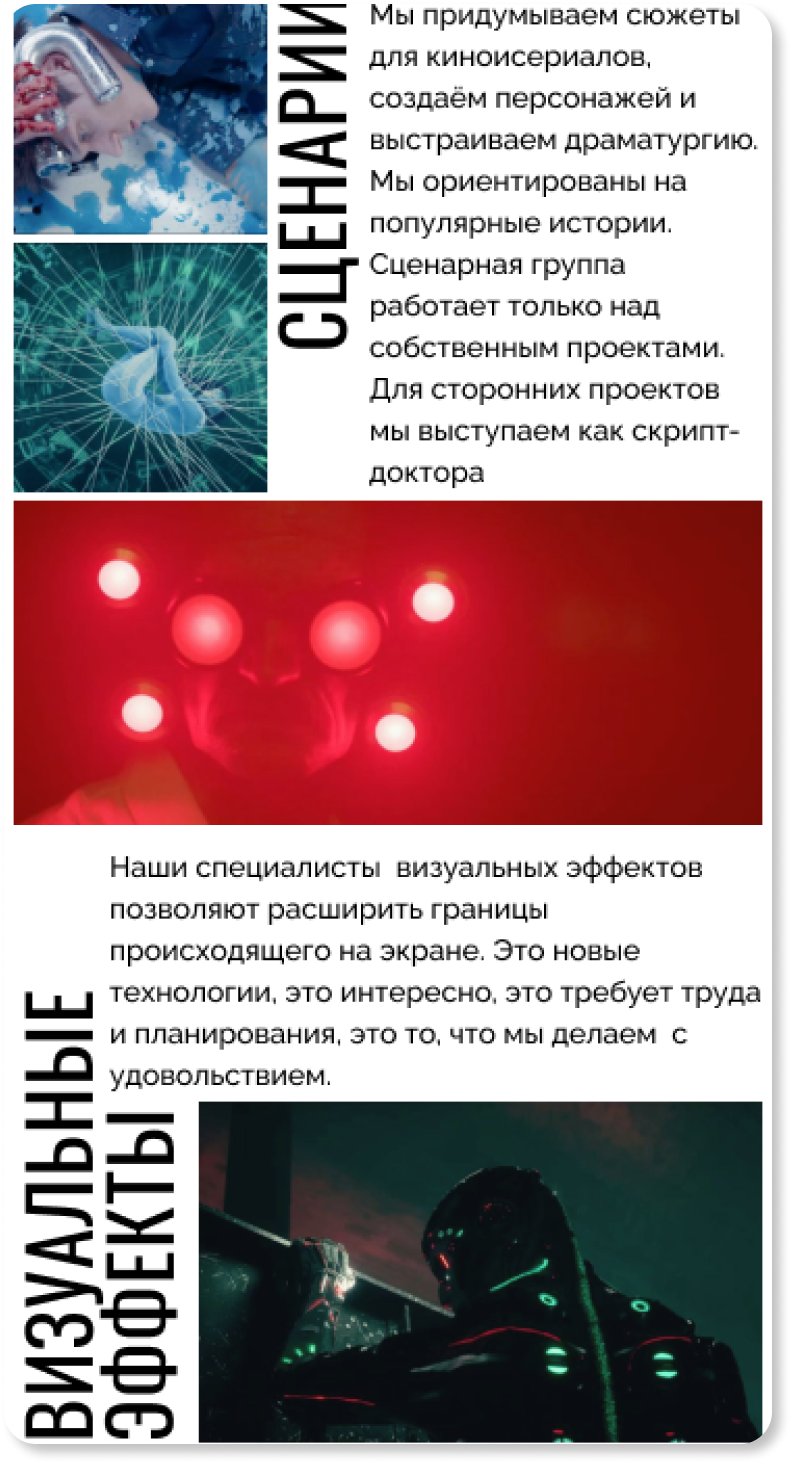 СЦЕНАРИИ
Мы придумываем сюжеты
для киноисериалов,
создаём персонажей и
выстраиваем драматургию.
Мы ориентированы на
популярные истории.
Сценарная группа
работает только над
собственным проектами.
Для сторонних проектов
мы выступаем как скрипт-
доктора
Наши специалисты  визуальных эффектов
позволяют расширить границы
происходящего на экране. Это новые
технологии, это интересно, это требует труда
и планирования, это то, что мы делаем  с
удовольствием.
ВИЗУАЛЬНЫЕ
ЭФФЕКТЫ